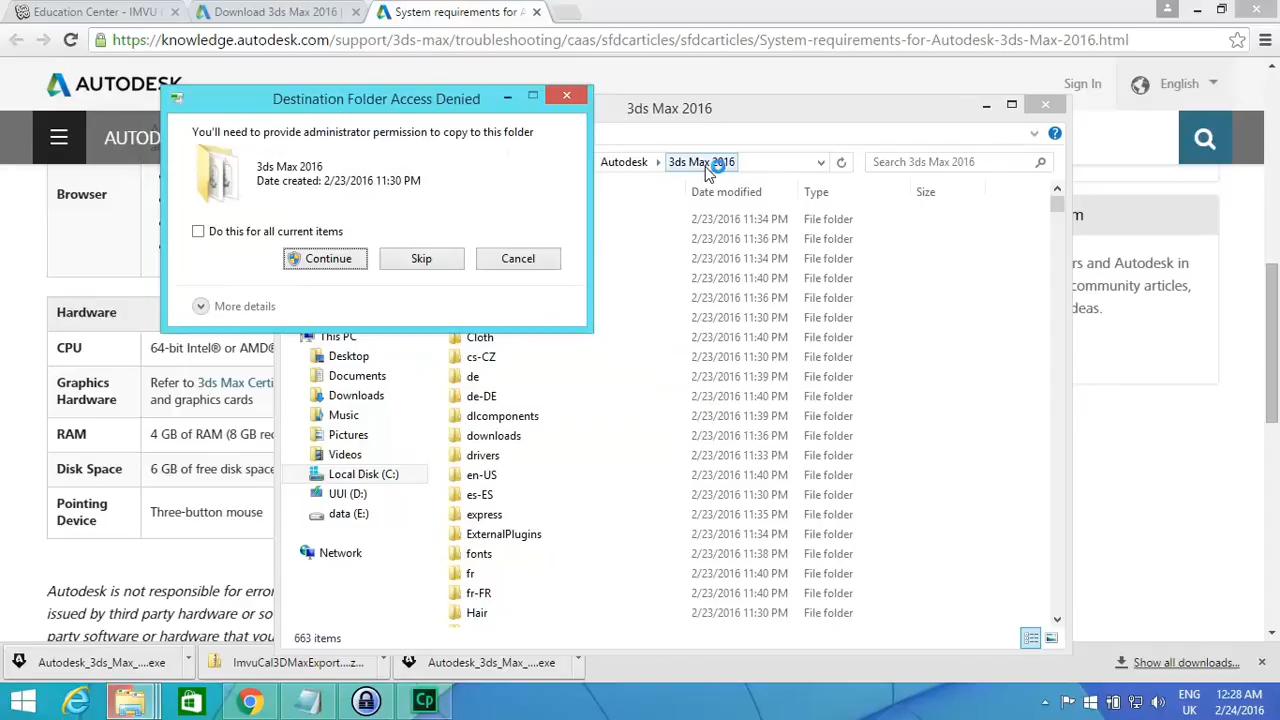 Education Center - IMVU
Download 3ds Max 2016 |
System requirements for A
https://knowledge.autodesk.com/support/3ds-max/troubleshooting/caas/sfdcarticles/sfdcarticles/System-requirements-for-Autodesk-3ds-Max-2016.html
AUTODESK
Sign In
English
AUTOD
Destination Folder Access Denied
You'll need to provide administrator permission to copy to this folder
3ds Max 2016
Date created: 2/23/2016 11:30 PM
Do this for all current items
Continue
Skip
Cancel
More details
3ds Max 2016
Autodesk
3ds Max 2016
Search 3ds Max 2016
Date modified
Type
Size
2/23/2016 11:34 PM File folder
2/23/2016 11:36 PM File folder
2/23/2016 11:34 PM File folder
2/23/2016 11:40 PM File folder
2/23/2016 11:36 PM File folder
2/23/2016 11:30 PM File folder
Cloth 2/23/2016 11:40 PM File folder
cs-CZ 2/23/2016 11:30 PM File folder
de 2/23/2016 11:39 PM File folder
de-DE 2/23/2016 11:40 PM File folder
dlcomponents 2/23/2016 11:39 PM File folder
downloads 2/23/2016 11:36 PM File folder
drivers 2/23/2016 11:33 PM File folder
en-US 2/23/2016 11:40 PM File folder
es-ES 2/23/2016 11:30 PM File folder
express 2/23/2016 11:34 PM File folder
ExternalPlugins 2/23/2016 11:34 PM File folder
fonts 2/23/2016 11:38 PM File folder
fr 2/23/2016 11:40 PM File folder
fr-FR 2/23/2016 11:40 PM File folder
Hair 2/23/2016 11:30 PM File folder
This PC
Desktop
Documents
Downloads
Music
Pictures
Videos
Local Disk (C:)
UUI (D:)
data (E:)
Network
663 items
Browser
Hardware
CPU
64-bit Intel® or AMD®
Graphics Hardware
Refer to 3ds Max Certi
and graphics cards
RAM
4 GB of RAM (8 GB rec
Disk Space
6 GB of free disk space
Pointing Device
Three-button mouse
Autodesk is not responsible for error
issued by third party hardware or so
party software or hardware that you
m
rs and Autodesk in
community articles,
deas.
Autodesk_3ds_Max_....exe
ImvuCal3DMaxExport....z...
Autodesk_3ds_Max_....exe
Show all downloads...
Cp
ENG
UK
12:28 AM
2/24/2016